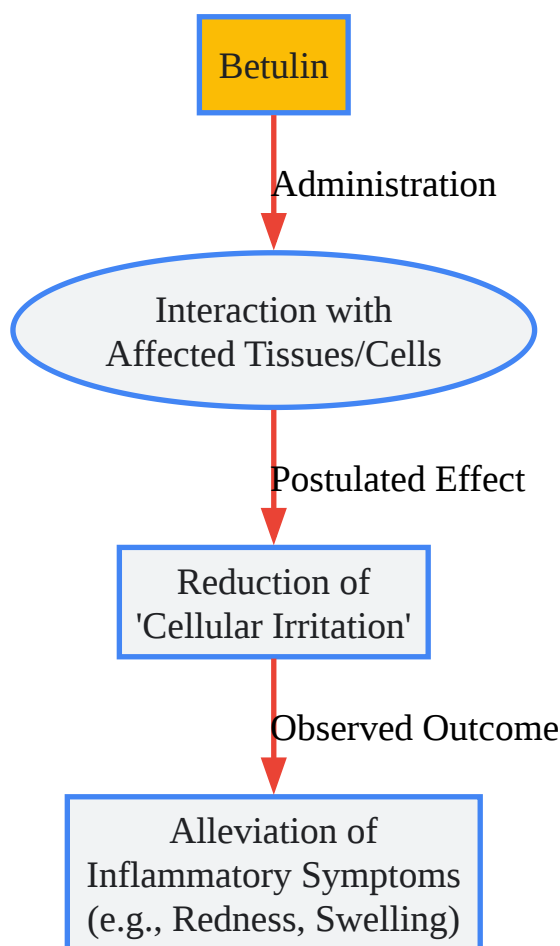 Betulin
Administration
Interaction with
Affected Tissues/Cells
Postulated Effect
Reduction of
'Cellular Irritation'
Observed Outcome
Alleviation of
Inflammatory Symptoms
(e.g., Redness, Swelling)